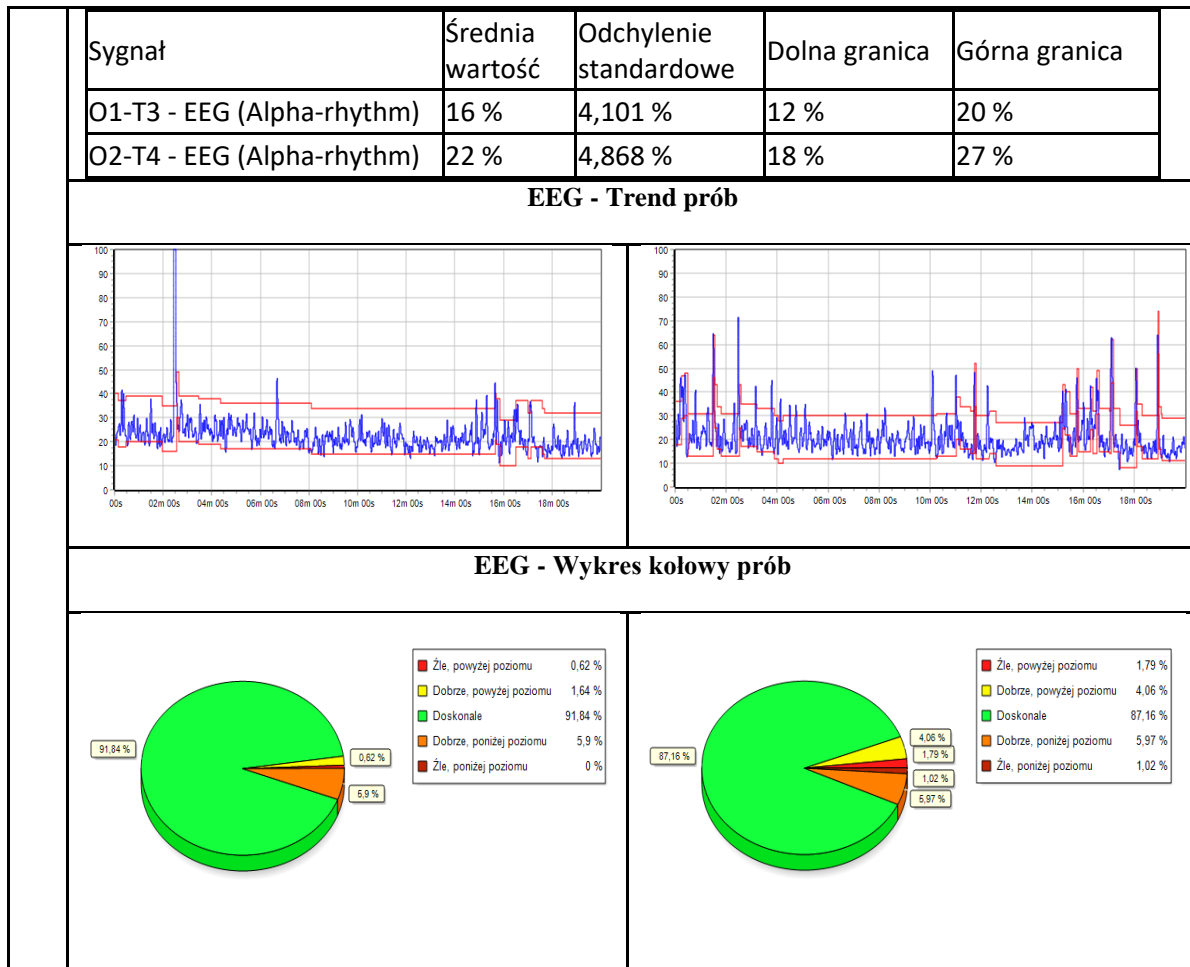 Sygnał Średnia wartość Odchylenie standardowe Dolna granica Górna granica
O1-T3 - EEG (Alpha-rhythm) 16 % 4,101 % 12 % 20 %
O2-T4 - EEG (Alpha-rhythm) 22 % 4,868 % 18 % 27 %
EEG - Trend prób
100
90
80
70
60
50
40
30
20
10
0
00s 02m 00s 04m 00s 06m 00s 08m 00s 10m 00s 12m 00s 14m 00s 16m 00s 18m 00s
100
90
80
70
60
50
40
30
20
10
0
00s 02m 00s 04m 00s 06m 00s 08m 00s 10m 00s 12m 00s 14m 00s 16m 00s 18m 00s
EEG - Wykres kołowy prób
91,84 %
0,62 %
5,9 %
Źle, powyżej poziomu 0,62 %
Dobrze, powyżej poziomu 1,64 %
Doskonale 91,84 %
Dobrze, poniżej poziomu 5,9 %
Źle, poniżej poziomu 0 %
87,16 %
4,06 %
1,79 %
1,02 %
5,97 %
Źle, powyżej poziomu 1,79 %
Dobrze, powyżej poziomu 4,06 %
Doskonale 87,16 %
Dobrze, poniżej poziomu 5,97 %
Źle, poniżej poziomu 1,02 %